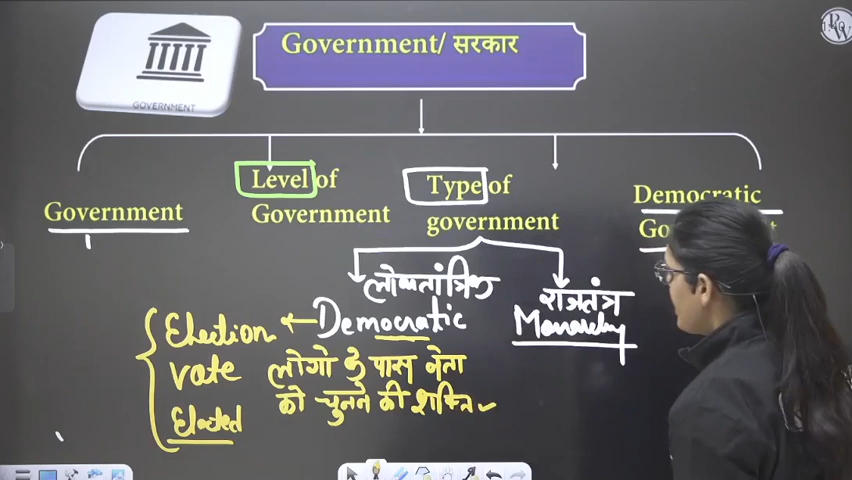 Government/ सरकार
GOVERNMENT
Level of
Government
Type of
government
Government
Democratic
लोकतांत्रिक
राजतंत्र
Democratic
Monarchy
Election
vote
Elected
लोगो के पास नेता
को चुनने की शक्ति